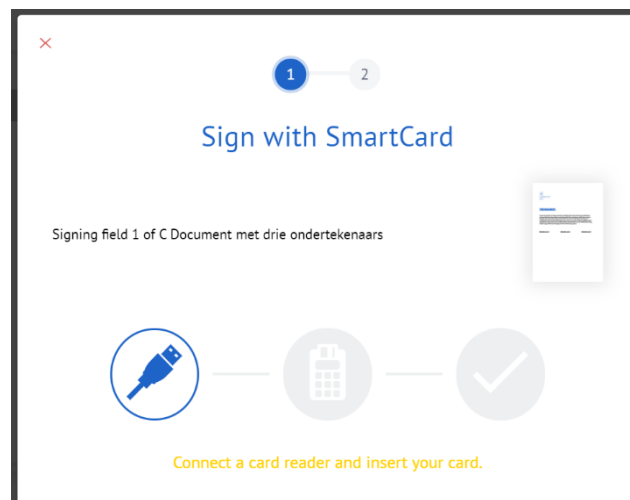 1
2
Sign with SmartCard
Signing field 1 of C Document met drie ondertekenaars
Connect a card reader and insert your card.